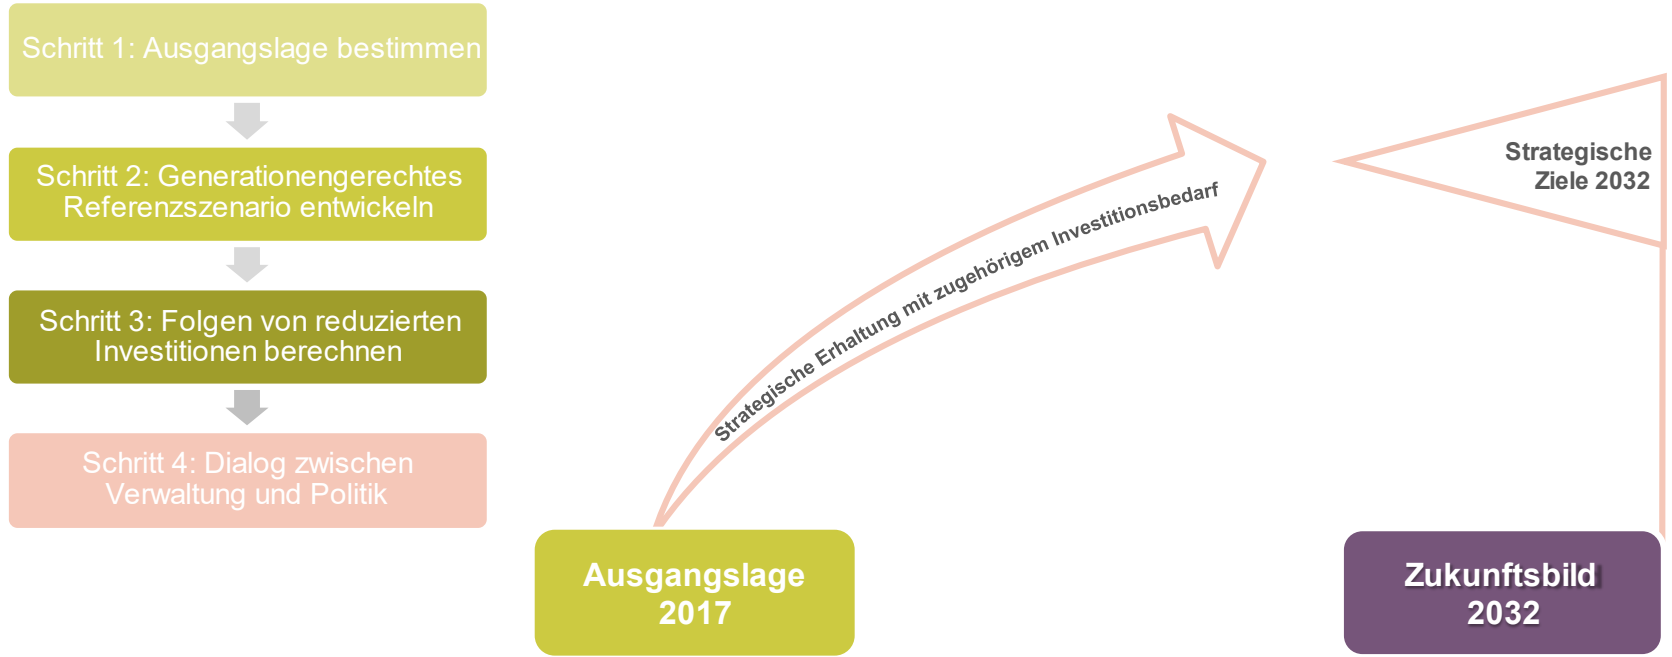 Schritt 1: Ausgangslage bestimmen
Schritt 2: Generationengerechtes
Referenzszenario entwickeln
Schritt 3: Folgen von reduzierten
Investitionen berechnen
Schritt 4: Dialog zwischen
Verwaltung und Politik
Strategische Erhaltung mit zugehörigem Investitionsbedarf
Strategische
Ziele 2032
Ausgangslage
2017
Zukunftsbild
2032